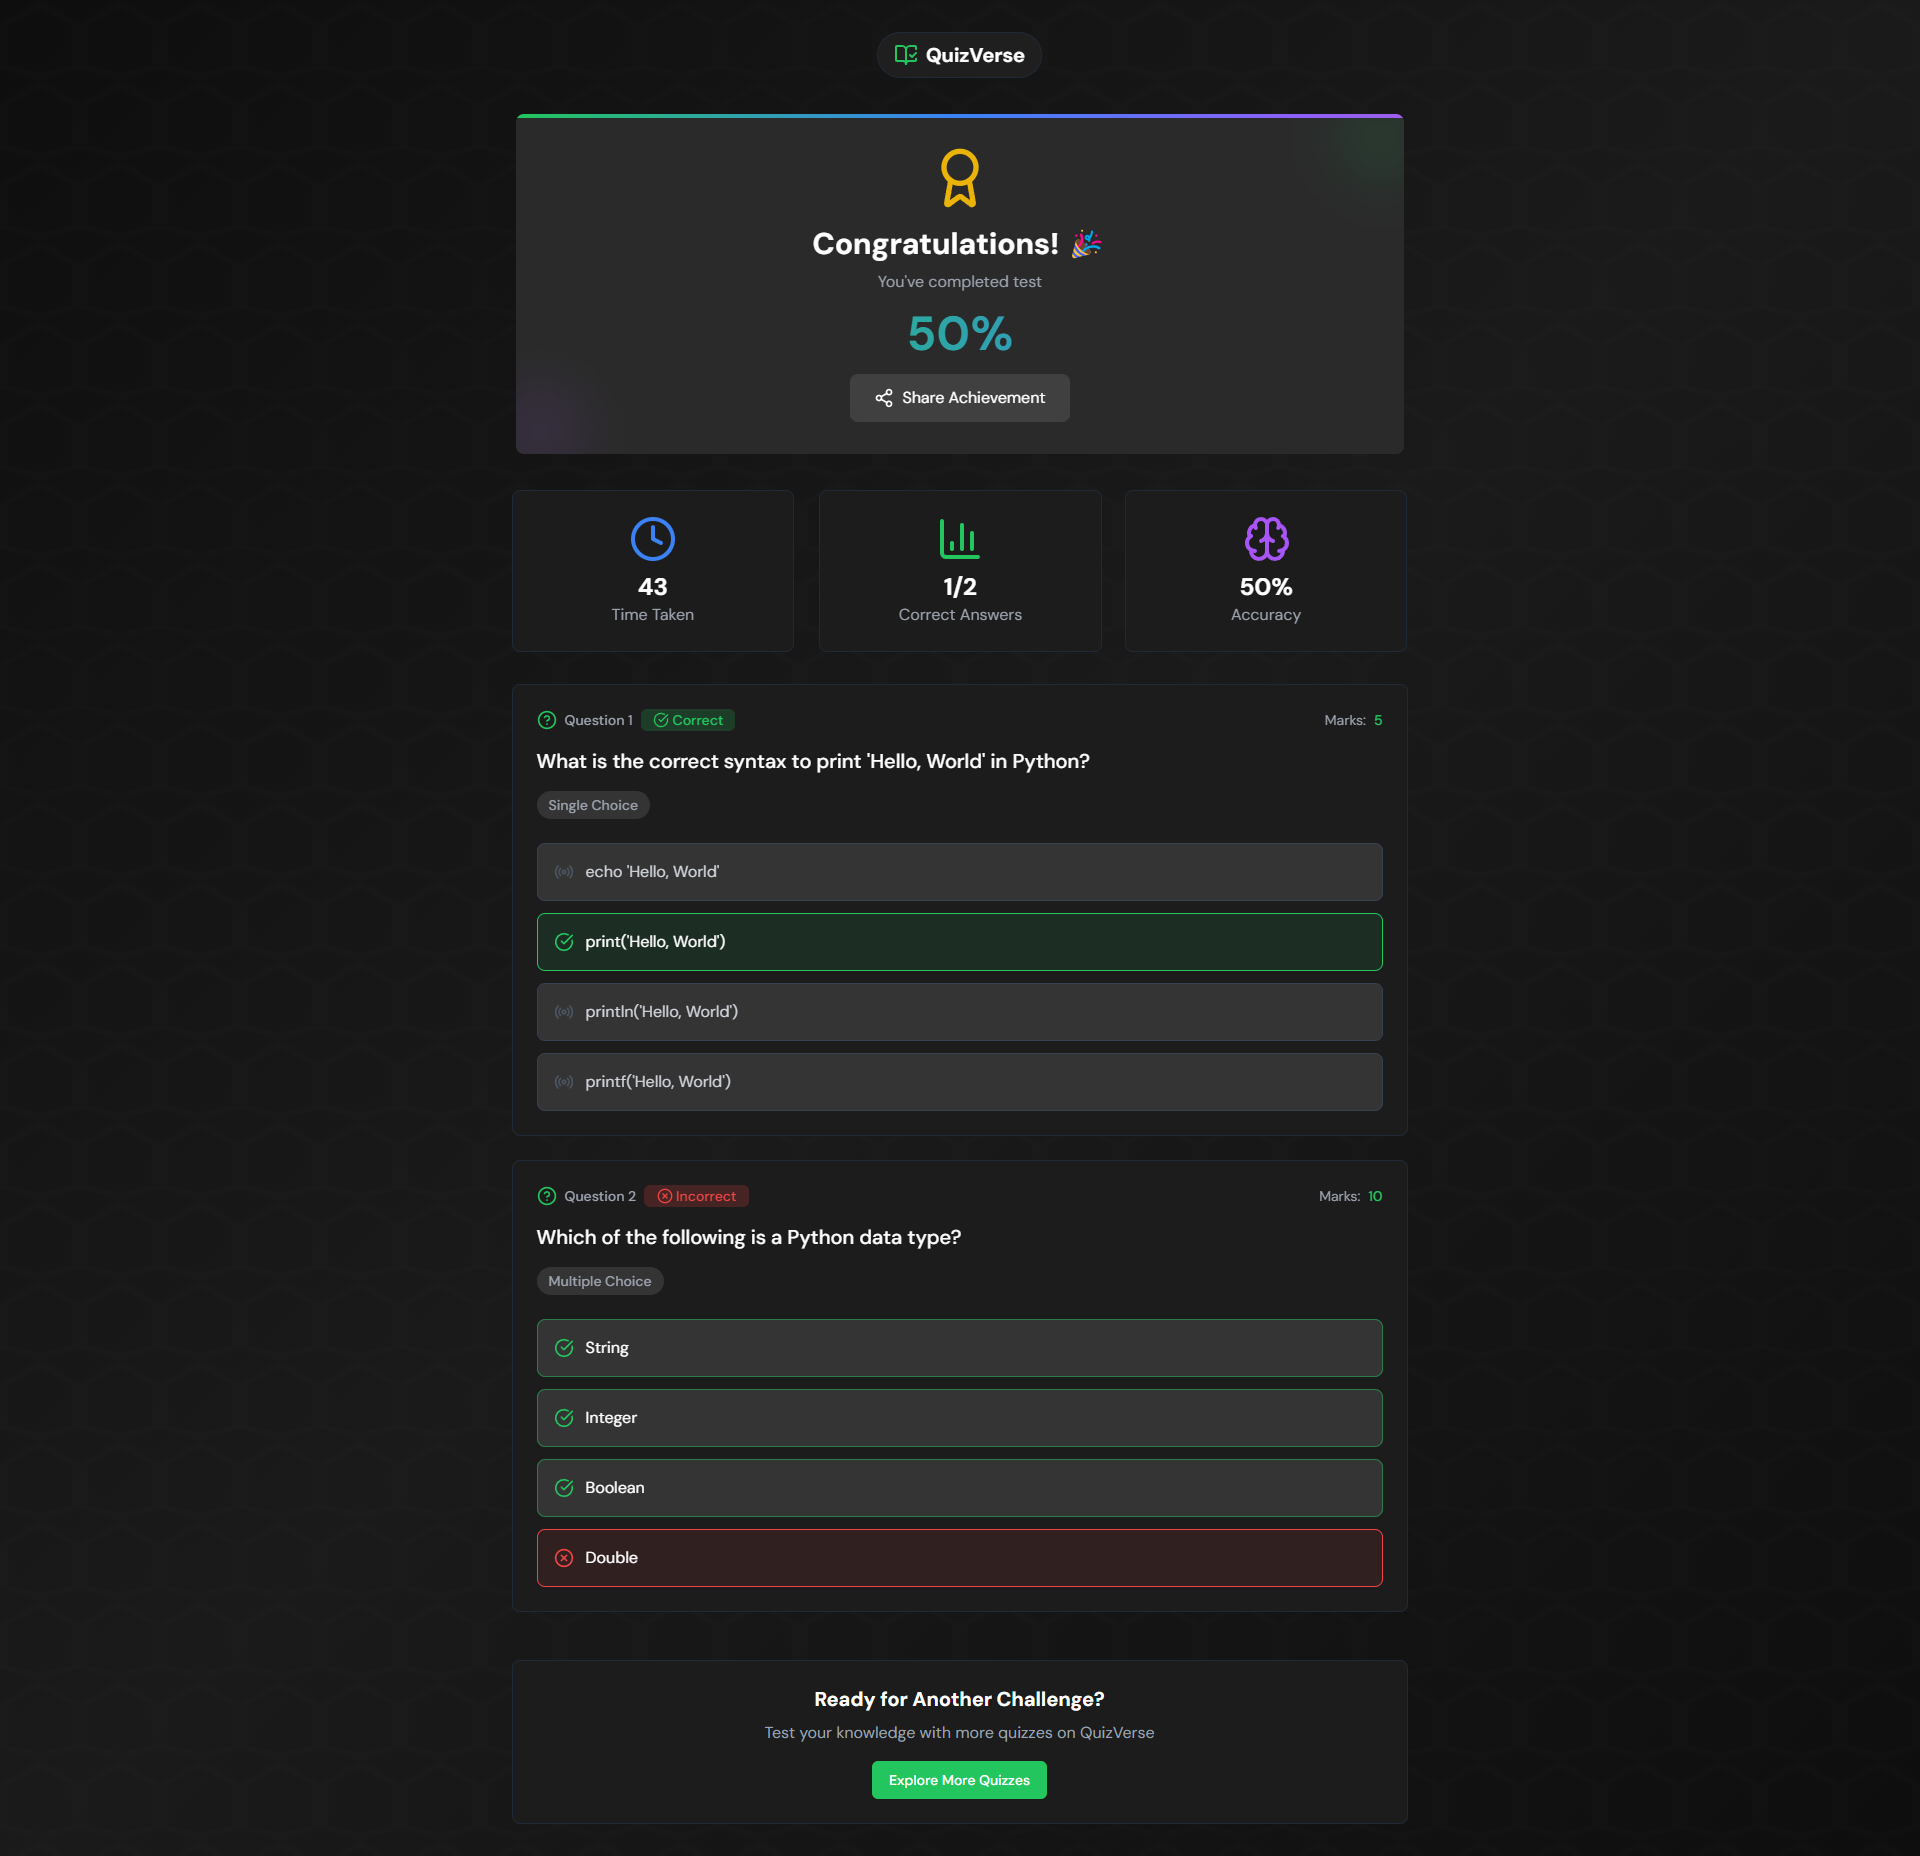 QuizVerse
Congratulations! 🎉
You've completed test
50%
Share Achievement
43
Time Taken
1/2
Correct Answers
50%
Accuracy
Question 1 Correct Marks: 5
What is the correct syntax to print 'Hello, World' in Python?
Single Choice
echo 'Hello, World'
print('Hello, World')
println('Hello, World')
printf('Hello, World')
Question 2 Incorrect Marks: 10
Which of the following is a Python data type?
Multiple Choice
String
Integer
Boolean
Double
Ready for Another Challenge?
Test your knowledge with more quizzes on QuizVerse
Explore More Quizzes